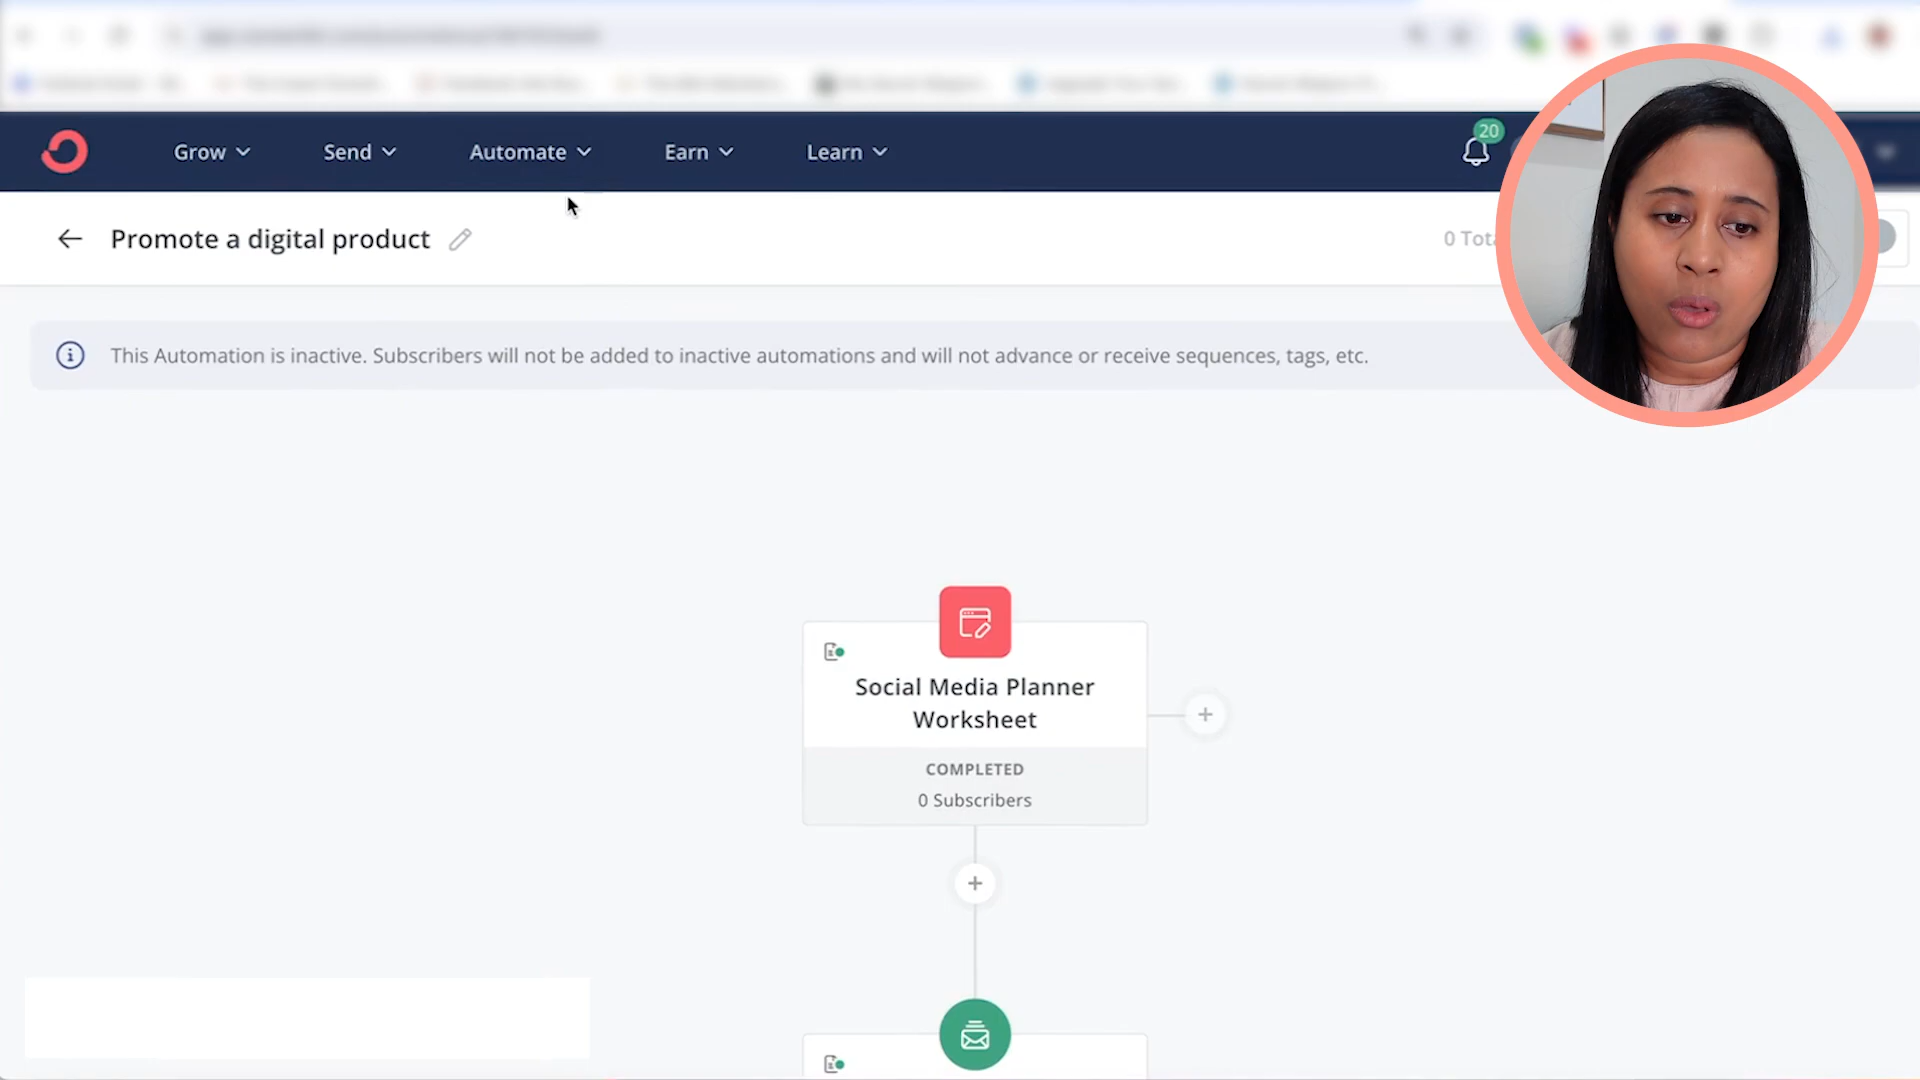 Grow
Send
Automate
Earn
Learn
20
Promote a digital product
0
This Automation is inactive. Subscribers will not be added to inactive automations and will not advance or receive sequences, tags, etc.
Social Media Planner
Worksheet
COMPLETED
0 Subscribers